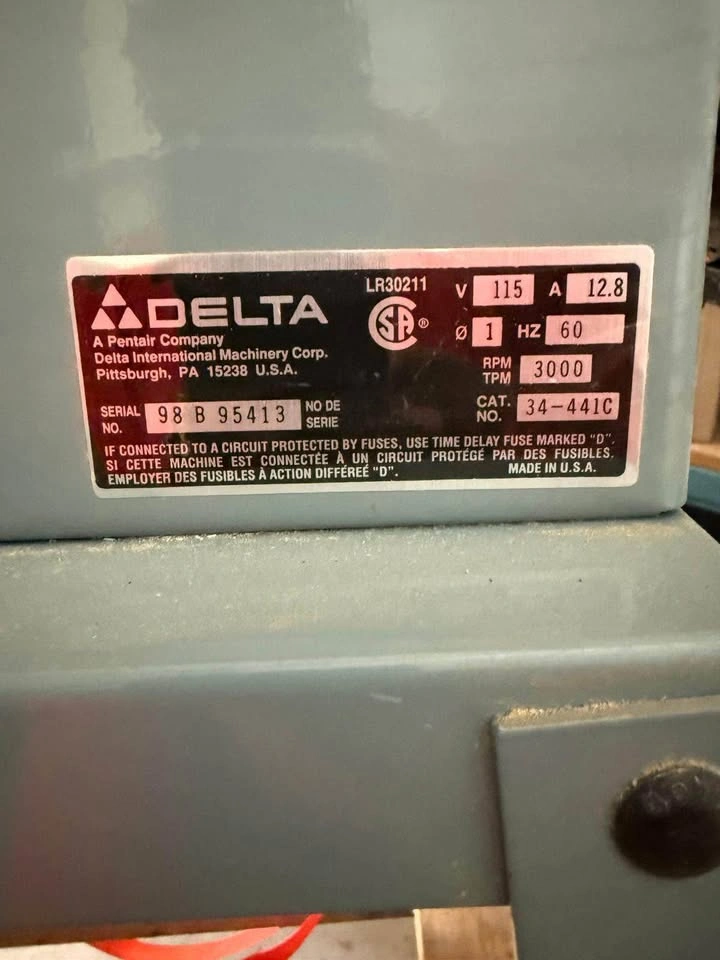 DELTA
A Pentair Company
Delta International Machinery Corp.
Pittsburgh, PA 15238 U.S.A.
LR30211
SA ®
V 115 A 12.8
Ø 1 HZ 60
RPM
TPM 3000
SERIAL
NO. 98 B 95413 NO DE
SERIE
CAT.
NO. 34-441C
IF CONNECTED TO A CIRCUIT PROTECTED BY FUSES, USE TIME DELAY FUSE MARKED "D".
SI CETTE MACHINE EST CONNECTÉE À UN CIRCUIT PROTÉGÉ PAR DES FUSIBLES.
EMPLOYER DES FUSIBLES À ACTION DIFFÉREÉ "D". MADE IN U.S.A.